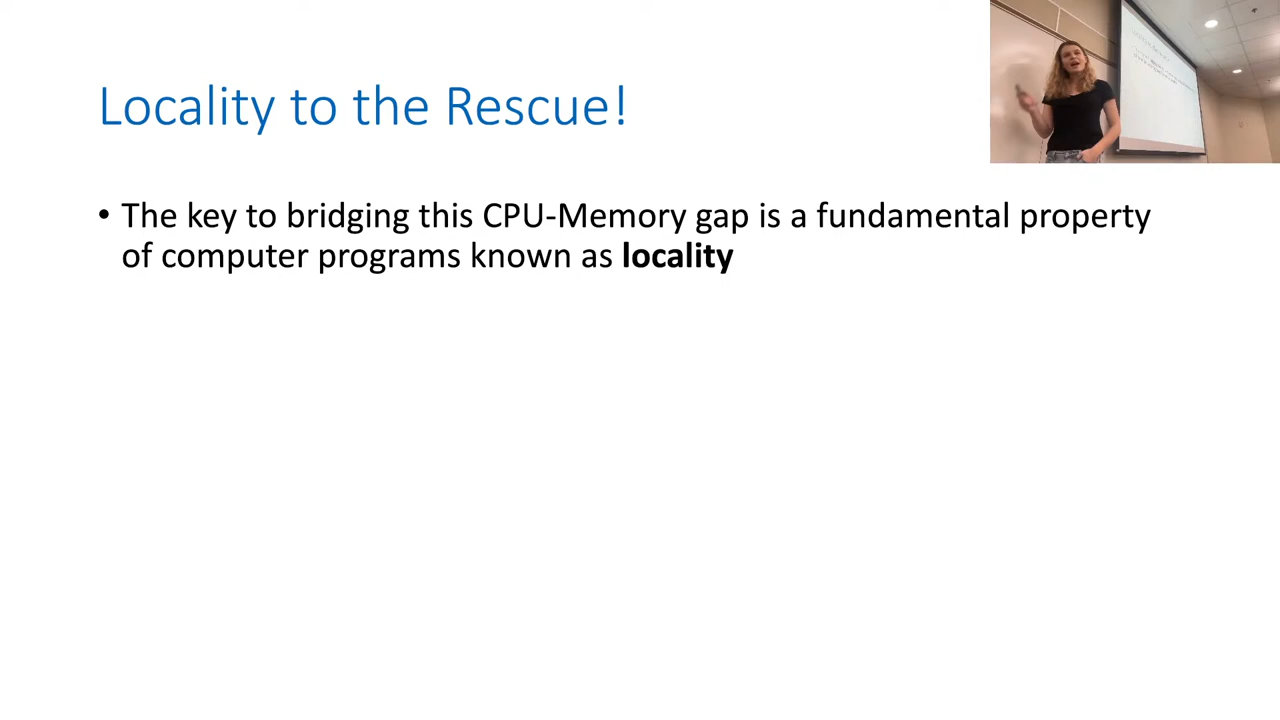 Locality to the Rescue!
• The key to bridging this CPU-Memory gap is a fundamental property
of computer programs known as locality